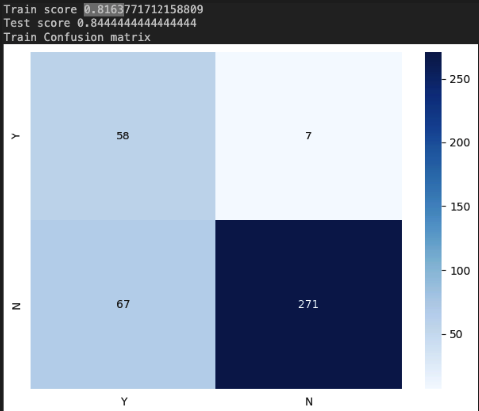 Train score 0.8163771712158809
Test score 0.8444444444444444
Train Confusion matrix
Y
58
7
N
67
271
Y
N
250
200
150
100
50